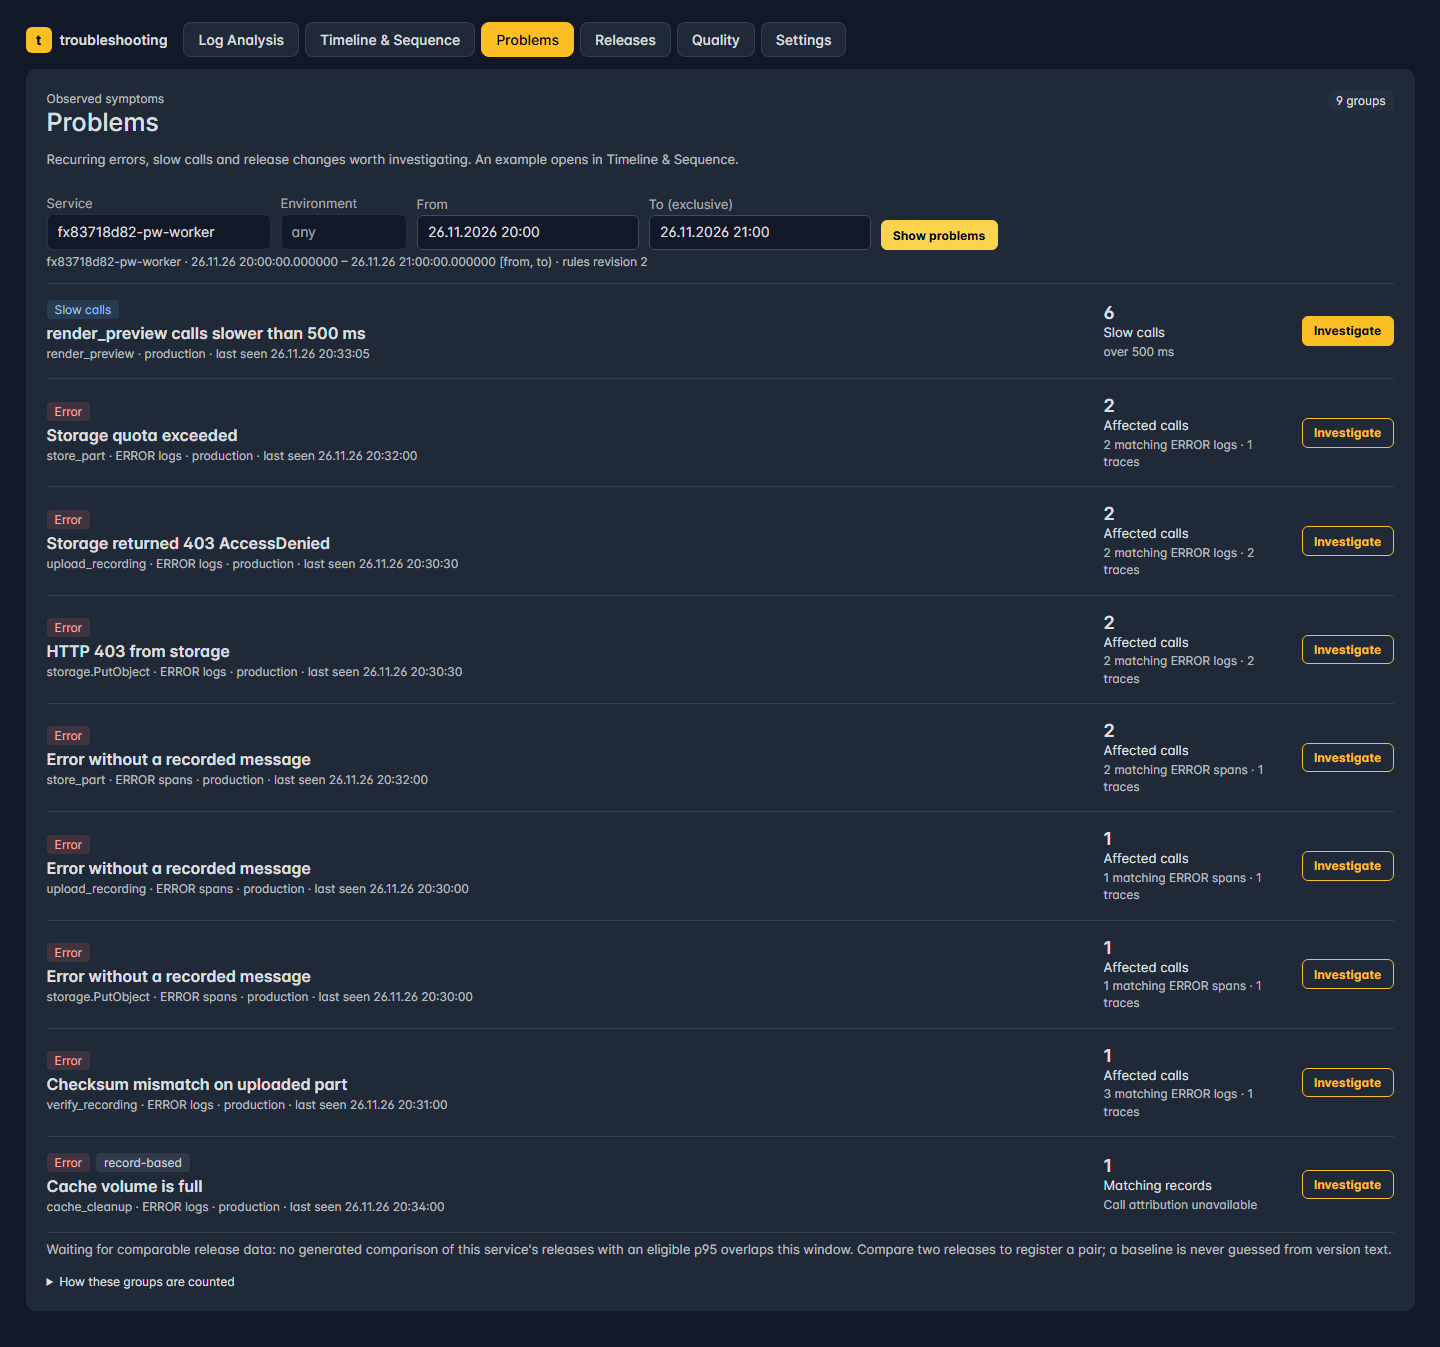 t troubleshooting Log Analysis Timeline & Sequence Problems Releases Quality Settings
Observed symptoms
9 groups
Problems
Recurring errors, slow calls and release changes worth investigating. An example opens in Timeline & Sequence.
Service Environment From To (exclusive)
fx83718d82-pw-worker any 26.11.2026 20:00 26.11.2026 21:00 Show problems
fx83718d82-pw-worker · 26.11.26 20:00:00.000000 – 26.11.26 21:00:00.000000 [from, to) · rules revision 2
Slow calls
render_preview calls slower than 500 ms
render_preview · production · last seen 26.11.26 20:33:05
6
Slow calls
over 500 ms
Investigate
Error
Storage quota exceeded
store_part · ERROR logs · production · last seen 26.11.26 20:32:00
2
Affected calls
2 matching ERROR logs · 1
traces
Investigate
Error
Storage returned 403 AccessDenied
upload_recording · ERROR logs · production · last seen 26.11.26 20:30:30
2
Affected calls
2 matching ERROR logs · 2
traces
Investigate
Error
HTTP 403 from storage
storage.PutObject · ERROR logs · production · last seen 26.11.26 20:30:30
2
Affected calls
2 matching ERROR logs · 2
traces
Investigate
Error
Error without a recorded message
store_part · ERROR spans · production · last seen 26.11.26 20:32:00
2
Affected calls
2 matching ERROR spans · 1
traces
Investigate
Error
Error without a recorded message
upload_recording · ERROR spans · production · last seen 26.11.26 20:30:00
1
Affected calls
1 matching ERROR spans · 1
traces
Investigate
Error
Error without a recorded message
storage.PutObject · ERROR spans · production · last seen 26.11.26 20:30:00
1
Affected calls
1 matching ERROR spans · 1
traces
Investigate
Error
Checksum mismatch on uploaded part
verify_recording · ERROR logs · production · last seen 26.11.26 20:31:00
1
Affected calls
3 matching ERROR logs · 1
traces
Investigate
Error record-based
Cache volume is full
cache_cleanup · ERROR logs · production · last seen 26.11.26 20:34:00
1
Matching records
Call attribution unavailable
Investigate
Waiting for comparable release data: no generated comparison of this service's releases with an eligible p95 overlaps this window. Compare two releases to register a pair; a baseline is never guessed from version text.
How these groups are counted